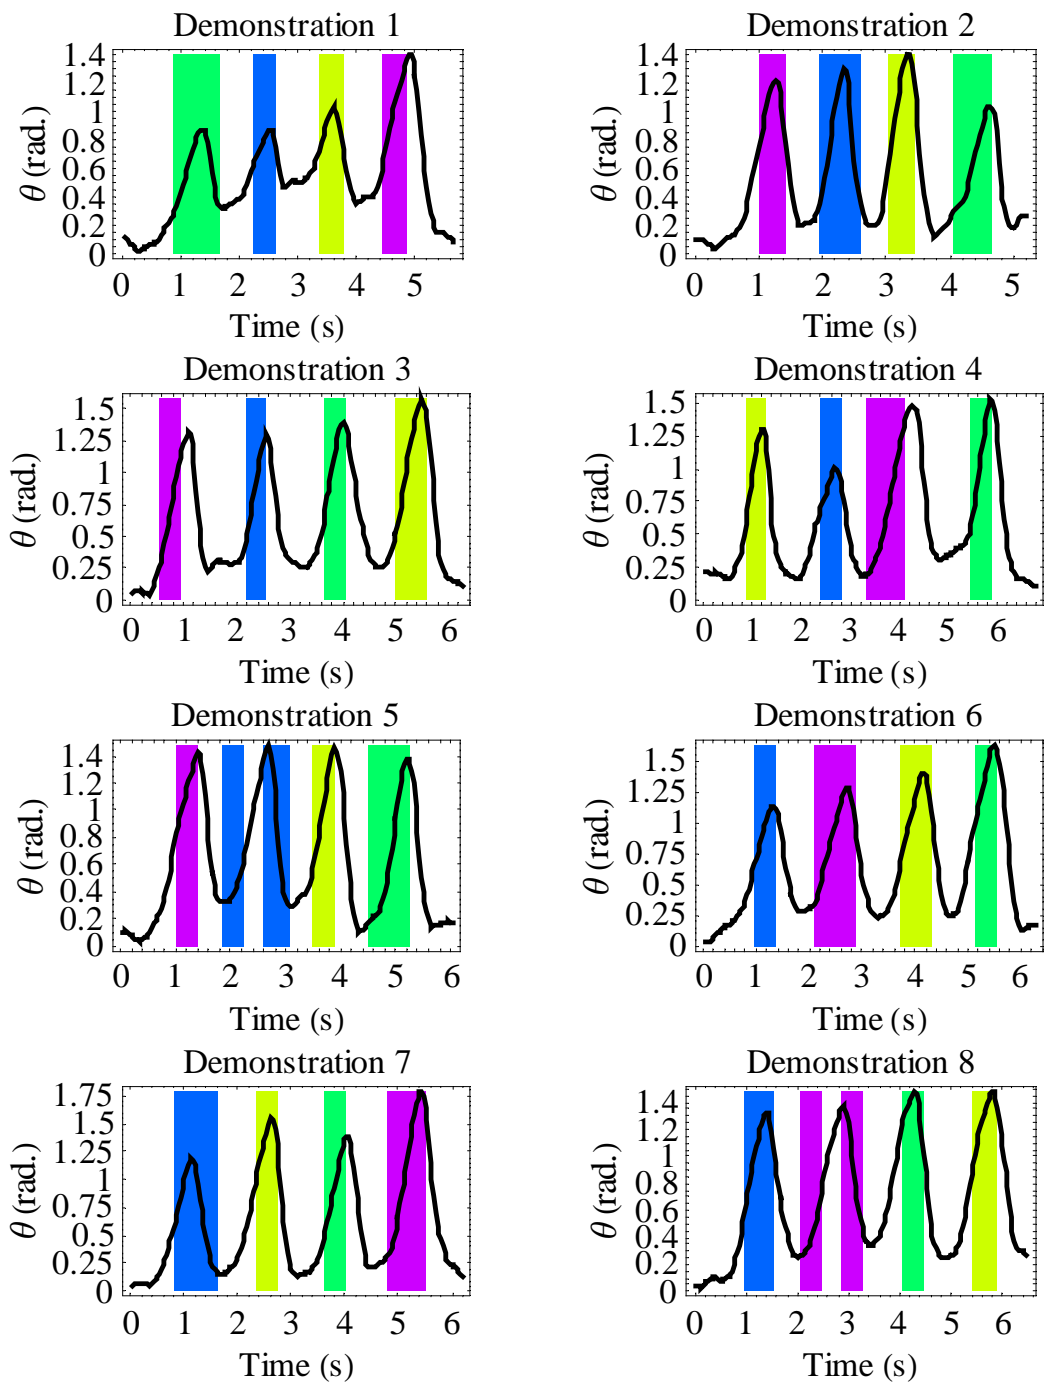 Demonstration 1
θ (rad.)
1.4
1.2
1
0.8
0.6
0.4
0.2
0
0 1 2 3 4 5
Time (s)
Demonstration 2
θ (rad.)
1.4
1.2
1
0.8
0.6
0.4
0.2
0
0 1 2 3 4 5
Time (s)
Demonstration 3
θ (rad.)
1.5
1.25
1
0.75
0.5
0.25
0
0 1 2 3 4 5 6
Time (s)
Demonstration 4
θ (rad.)
1.5
1.25
1
0.75
0.5
0.25
0
0 1 2 3 4 5 6
Time (s)
Demonstration 5
θ (rad.)
1.4
1.2
1
0.8
0.6
0.4
0.2
0
0 1 2 3 4 5 6
Time (s)
Demonstration 6
θ (rad.)
1.5
1.25
1
0.75
0.5
0.25
0
0 1 2 3 4 5 6
Time (s)
Demonstration 7
θ (rad.)
1.75
1.5
1.25
1
0.75
0.5
0.25
0
0 1 2 3 4 5 6
Time (s)
Demonstration 8
θ (rad.)
1.4
1.2
1
0.8
0.6
0.4
0.2
0
0 1 2 3 4 5 6
Time (s)